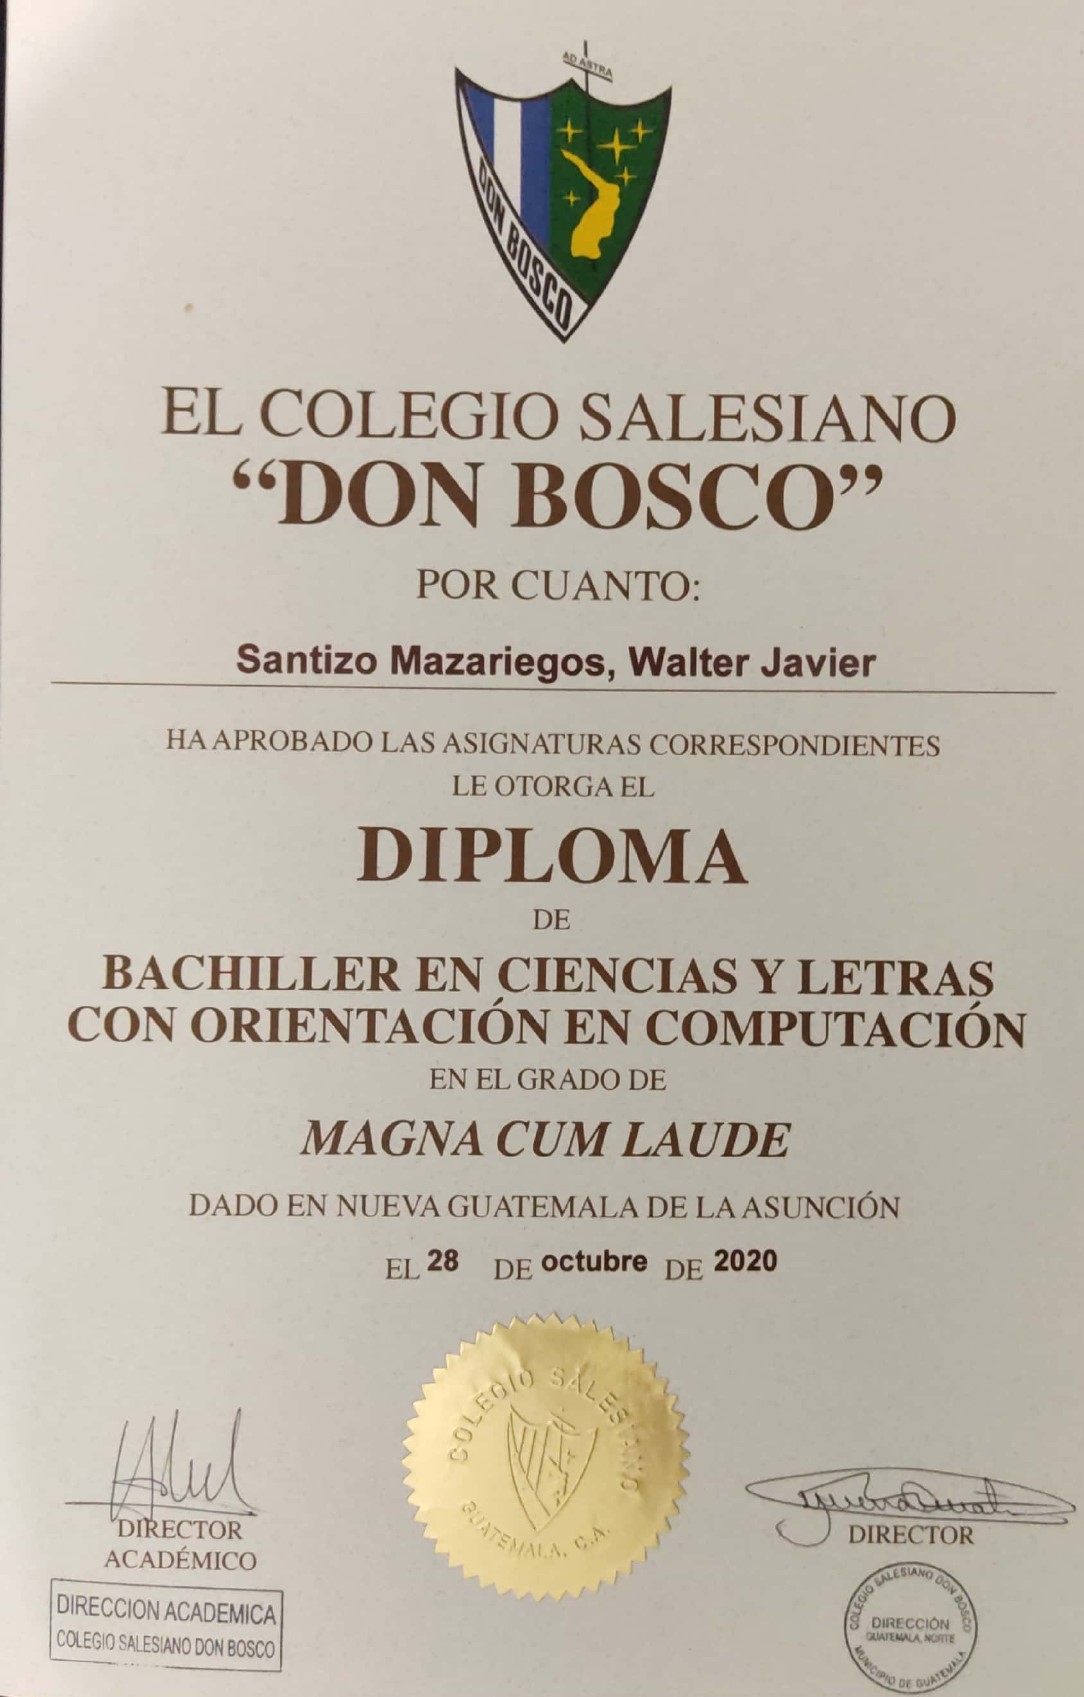 AD ASTRA
DON BOSCO
EL COLEGIO SALESIANO
“DON BOSCO”
POR CUANTO:
Santizo Mazariegos, Walter Javier
HA APROBADO LAS ASIGNATURAS CORRESPONDIENTES
LE OTORGA EL
DIPLOMA
DE
BACHILLER EN CIENCIAS Y LETRAS
CON ORIENTACIÓN EN COMPUTACIÓN
EN EL GRADO DE
MAGNA CUM LAUDE
DADO EN NUEVA GUATEMALA DE LA ASUNCIÓN
EL 28 DE octubre DE 2020
COLEGIO SALESIANO
GUATEMALA, C.A.
DIRECTOR
ACADÉMICO
DIRECCION ACADEMICA
COLEGIO SALESIANO DON BOSCO
DIRECTOR
COLEGIO SALESIANO DON BOSCO
DIRECCIÓN
GUATEMALA, NORTE
MUNICIPIO DE GUATEMALA